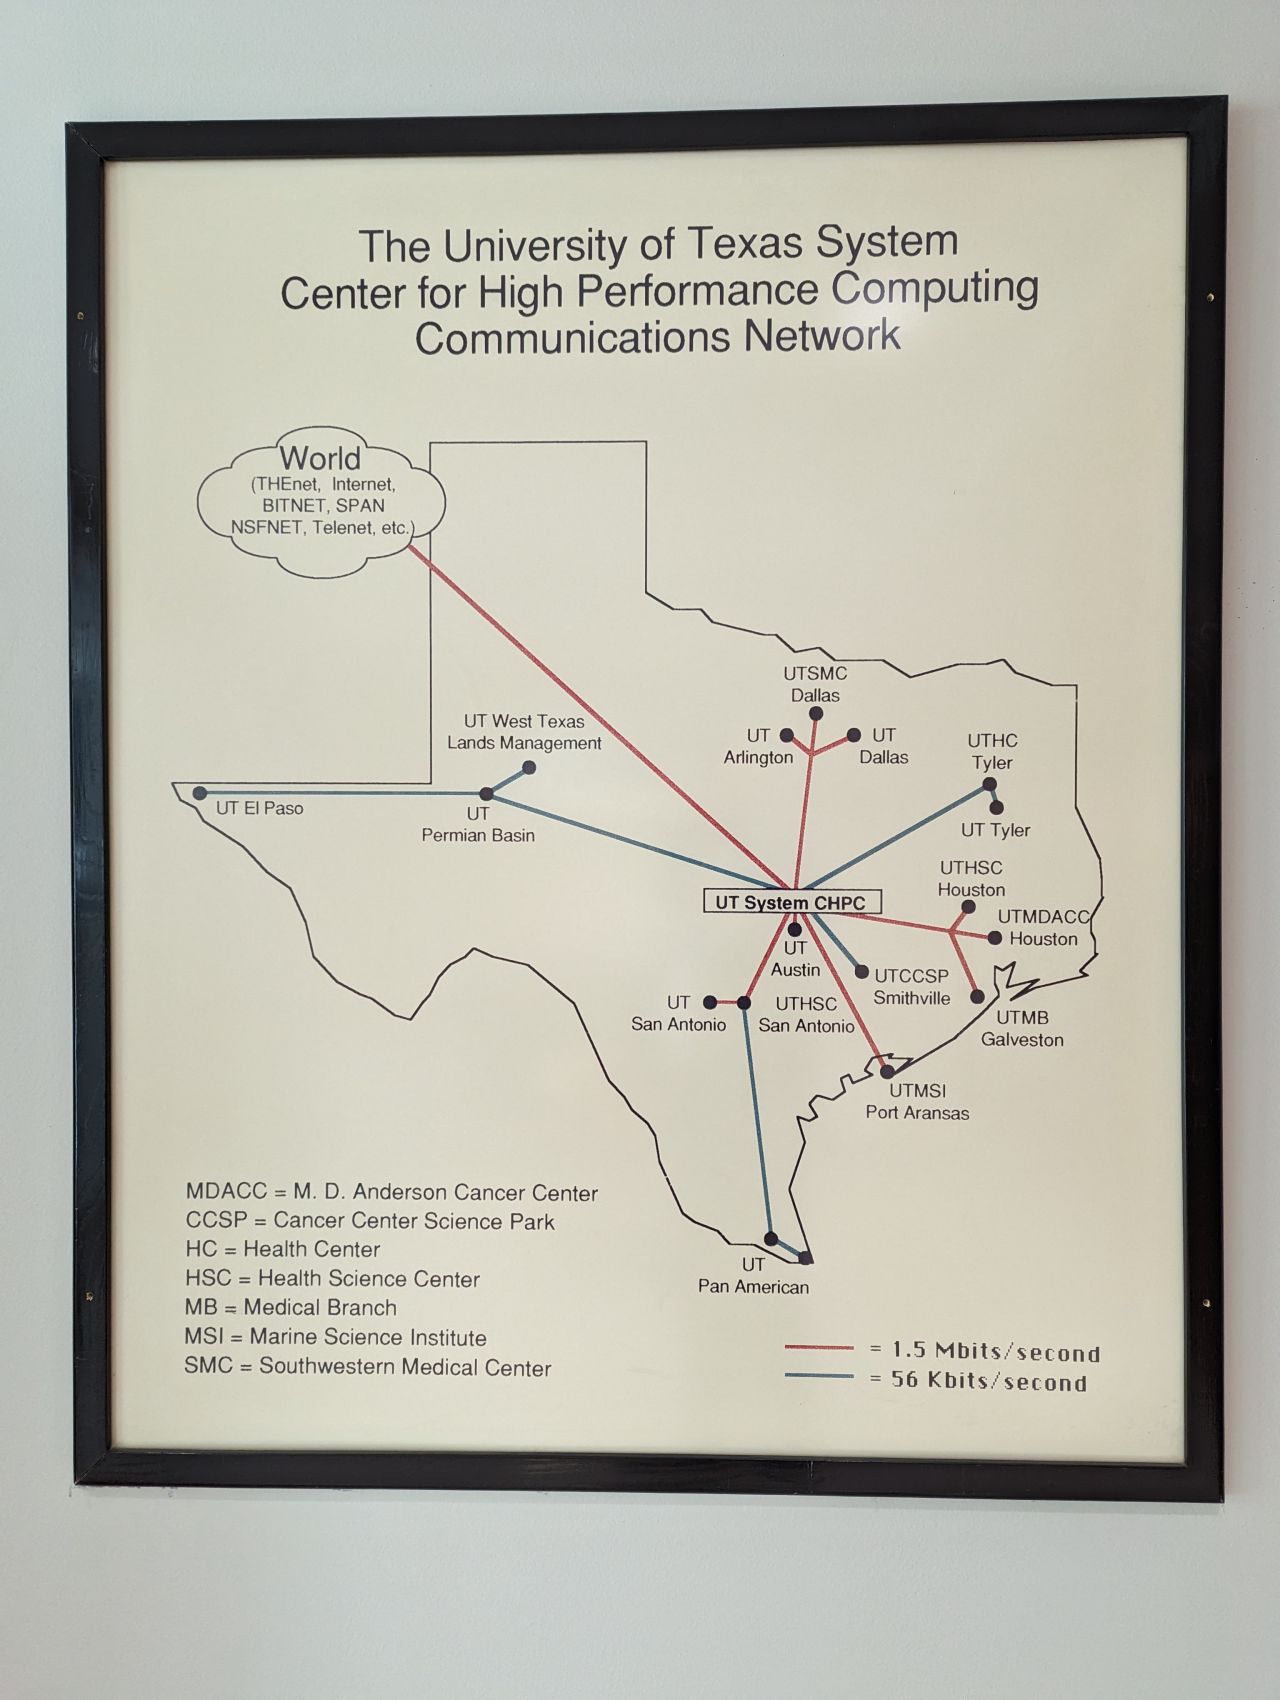 The University of Texas System
Center for High Performance Computing
Communications Network
World
(THEnet, Internet,
BITNET, SPAN
NSFNET, Telenet, etc.)
UTSMC
Dallas
UT
Arlington
UT
Dallas
UT West Texas
Lands Management
UTHC
Tyler
UT El Paso
UT
Permian Basin
UT Tyler
UTHSC
Houston
UT System CHPC
UTMDACC
Houston
UT
Austin
UTCCSP
Smithville
UT
San Antonio
UTHSC
San Antonio
UTMB
Galveston
UTMSI
Port Aransas
UT
Pan American
MDACC = M. D. Anderson Cancer Center
CCSP = Cancer Center Science Park
HC = Health Center
HSC = Health Science Center
MB = Medical Branch
MSI = Marine Science Institute
SMC = Southwestern Medical Center
= 1.5 Mbits/second
= 56 Kbits/second